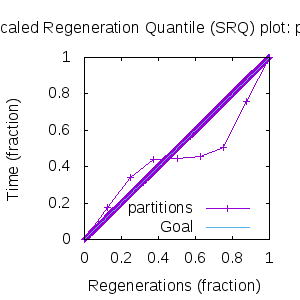 caled Regeneration Quantile (SRQ) plot: p
1
0.8
0.6
0.4
0.2
0
0 0.2 0.4 0.6 0.8 1
Time (fraction)
Regenerations (fraction)
partitions
Goal